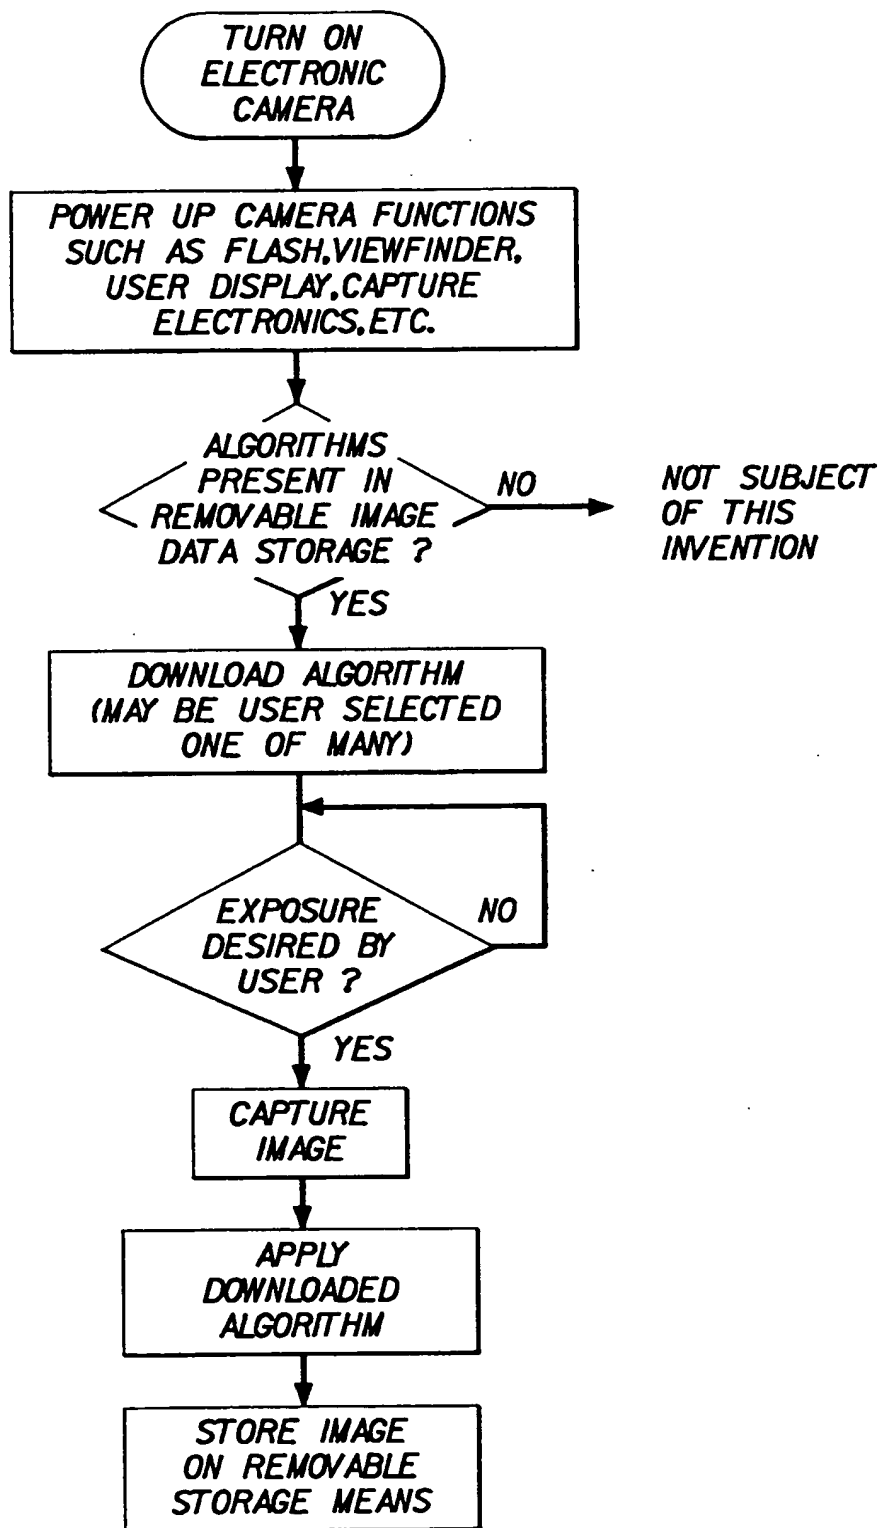 TURN ON
ELECTRONIC
CAMERA
POWER UP CAMERA FUNCTIONS
SUCH AS FLASH,VIEWFINDER,
USER DISPLAY,CAPTURE
ELECTRONICS,ETC.
ALGORITHMS
PRESENT IN
REMOVABLE IMAGE
DATA STORAGE ?
NO
NOT SUBJECT
OF THIS
INVENTION
YES
DOWNLOAD ALGORITHM
(MAY BE USER SELECTED
ONE OF MANY)
EXPOSURE
DESIRED BY
USER ?
NO
YES
CAPTURE
IMAGE
APPLY
DOWNLOADED
ALGORITHM
STORE IMAGE
ON REMOVABLE
STORAGE MEANS